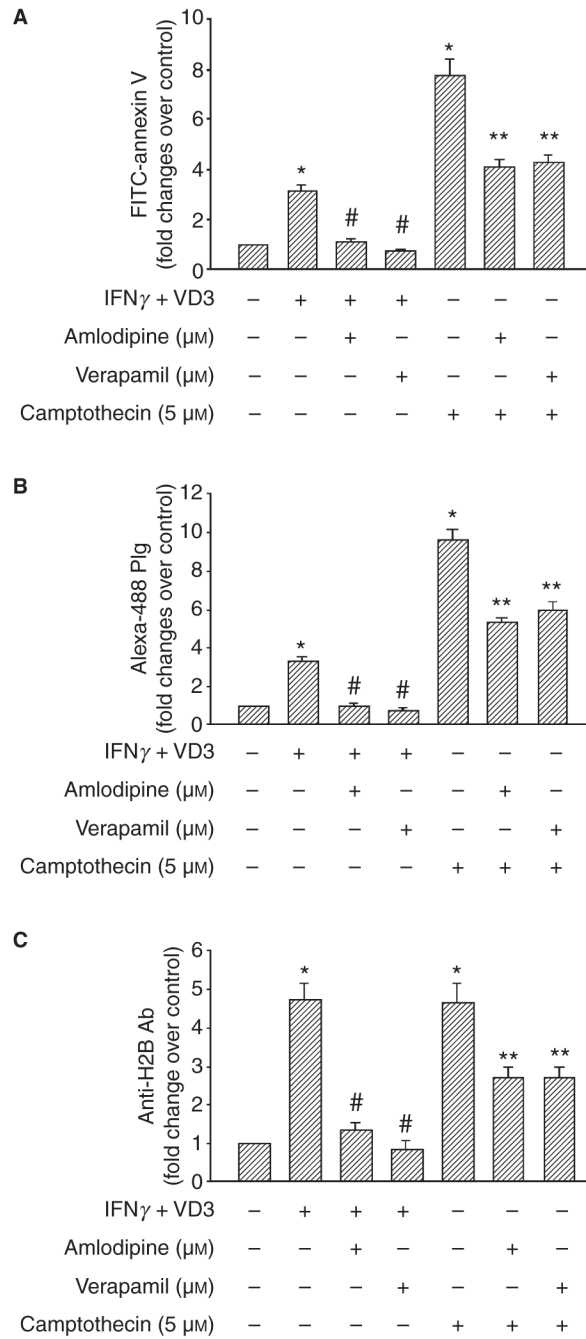 A
FITC-annexin V
(fold changes over control)
10
8
6
4
2
0
*
#
#
*
**
**
IFNγ + VD3 – + + + – – –
Amlodipine (μM) – – + – – + –
Verapamil (μM) – – – + – – +
Camptothecin (5 μM) – – – – + + +
B
Alexa-488 Plg
(fold changes over control)
12
10
8
6
4
2
0
*
#
#
*
**
**
IFNγ + VD3 – + + + – – –
Amlodipine (μM) – – + – – + –
Verapamil (μM) – – – + – – +
Camptothecin (5 μM) – – – – + + +
C
Anti-H2B Ab
(fold change over control)
6
5
4
3
2
1
0
*
#
#
*
**
**
IFNγ + VD3 – + + + – – –
Amlodipine (μM) – – + – – + –
Verapamil (μM) – – – + – – +
Camptothecin (5 μM) – – – – + + +